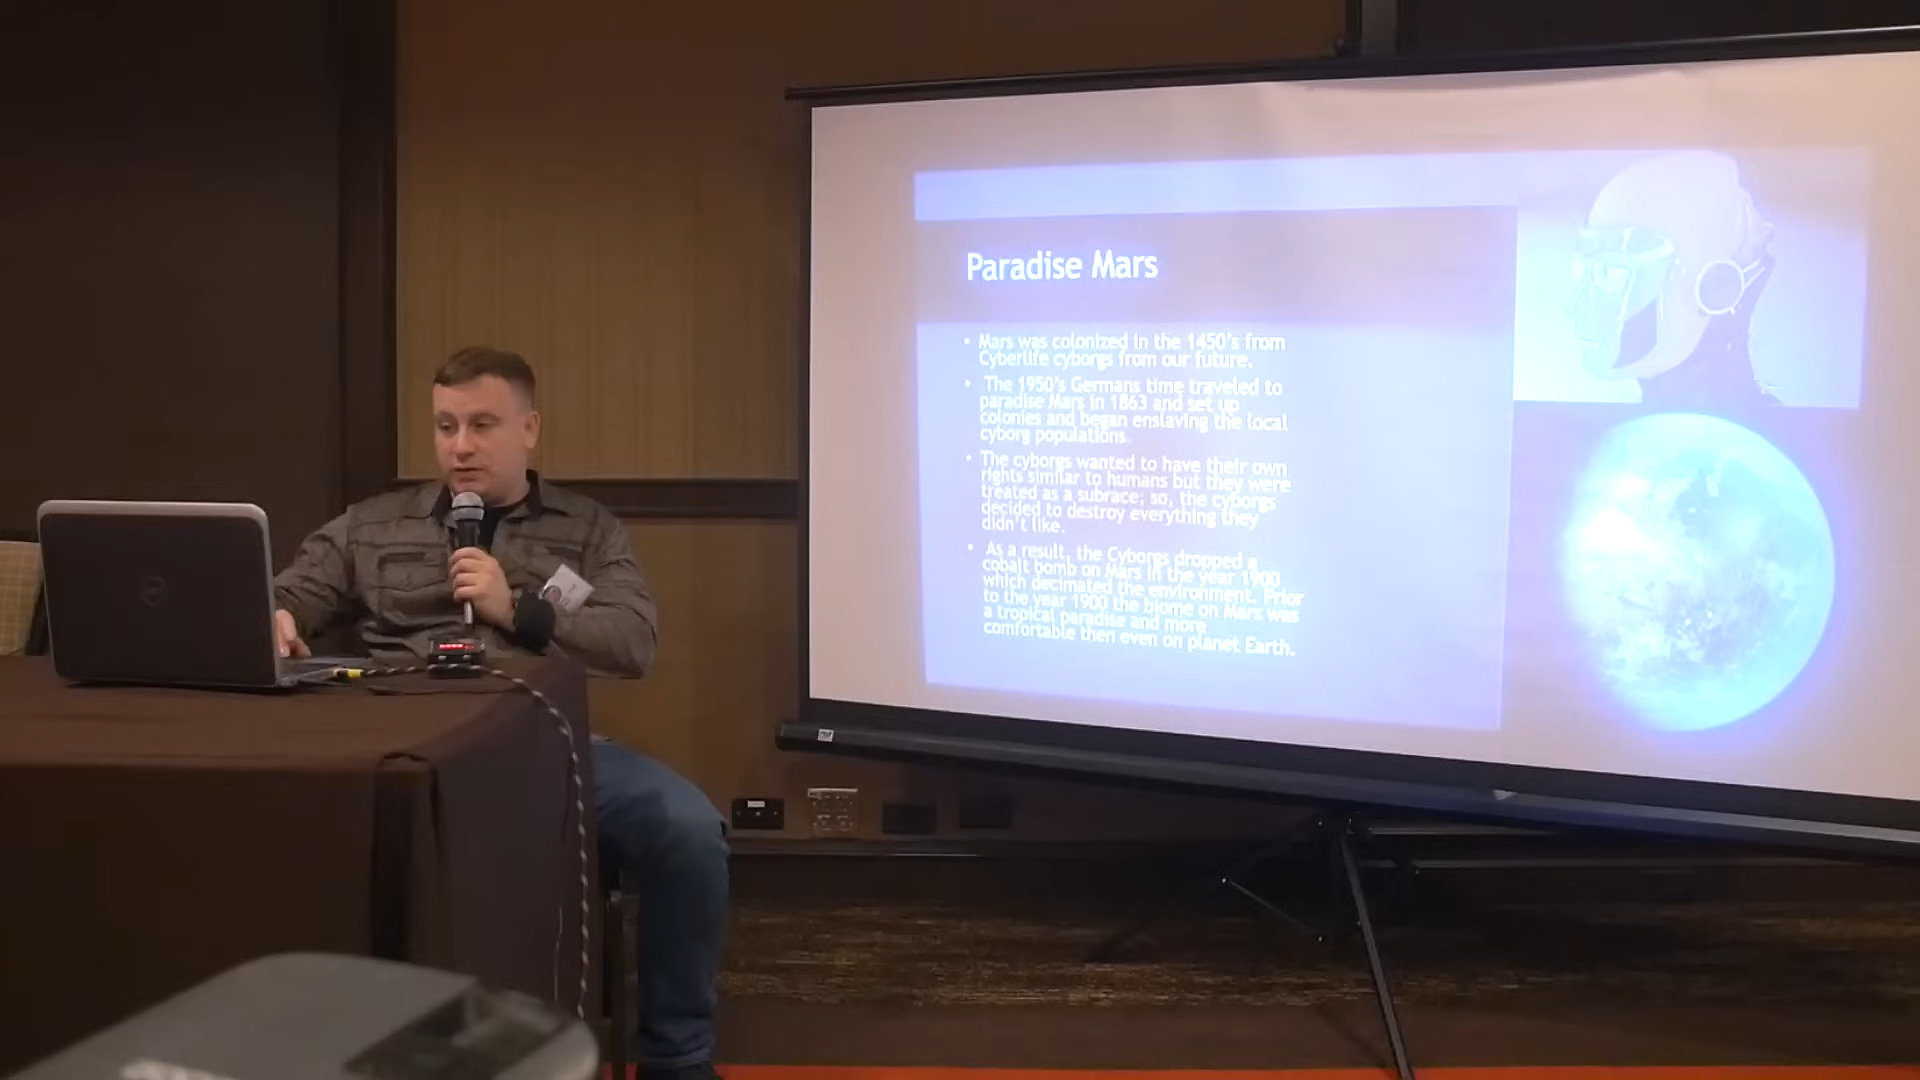 Paradise Mars
• Mars was colonized in the 1450's from
Cyberlife cyborgs from our future.
• The 1950's Germans time traveled to
paradise Mars in 1863 and set up
colonies and began enslaving the local
cyborg populations.
• The cyborgs wanted to have their own
rights similar to humans but they were
treated as a subrace, so, the cyborgs
decided to destroy everything they
didn't like.
• As a result, the Cyborgs dropped a
cobalt bomb on Mars in the year 1900
which decimated the environment. Prior
to the year 1900 the biome on Mars was
a tropical paradise and more
comfortable then even on planet Earth.